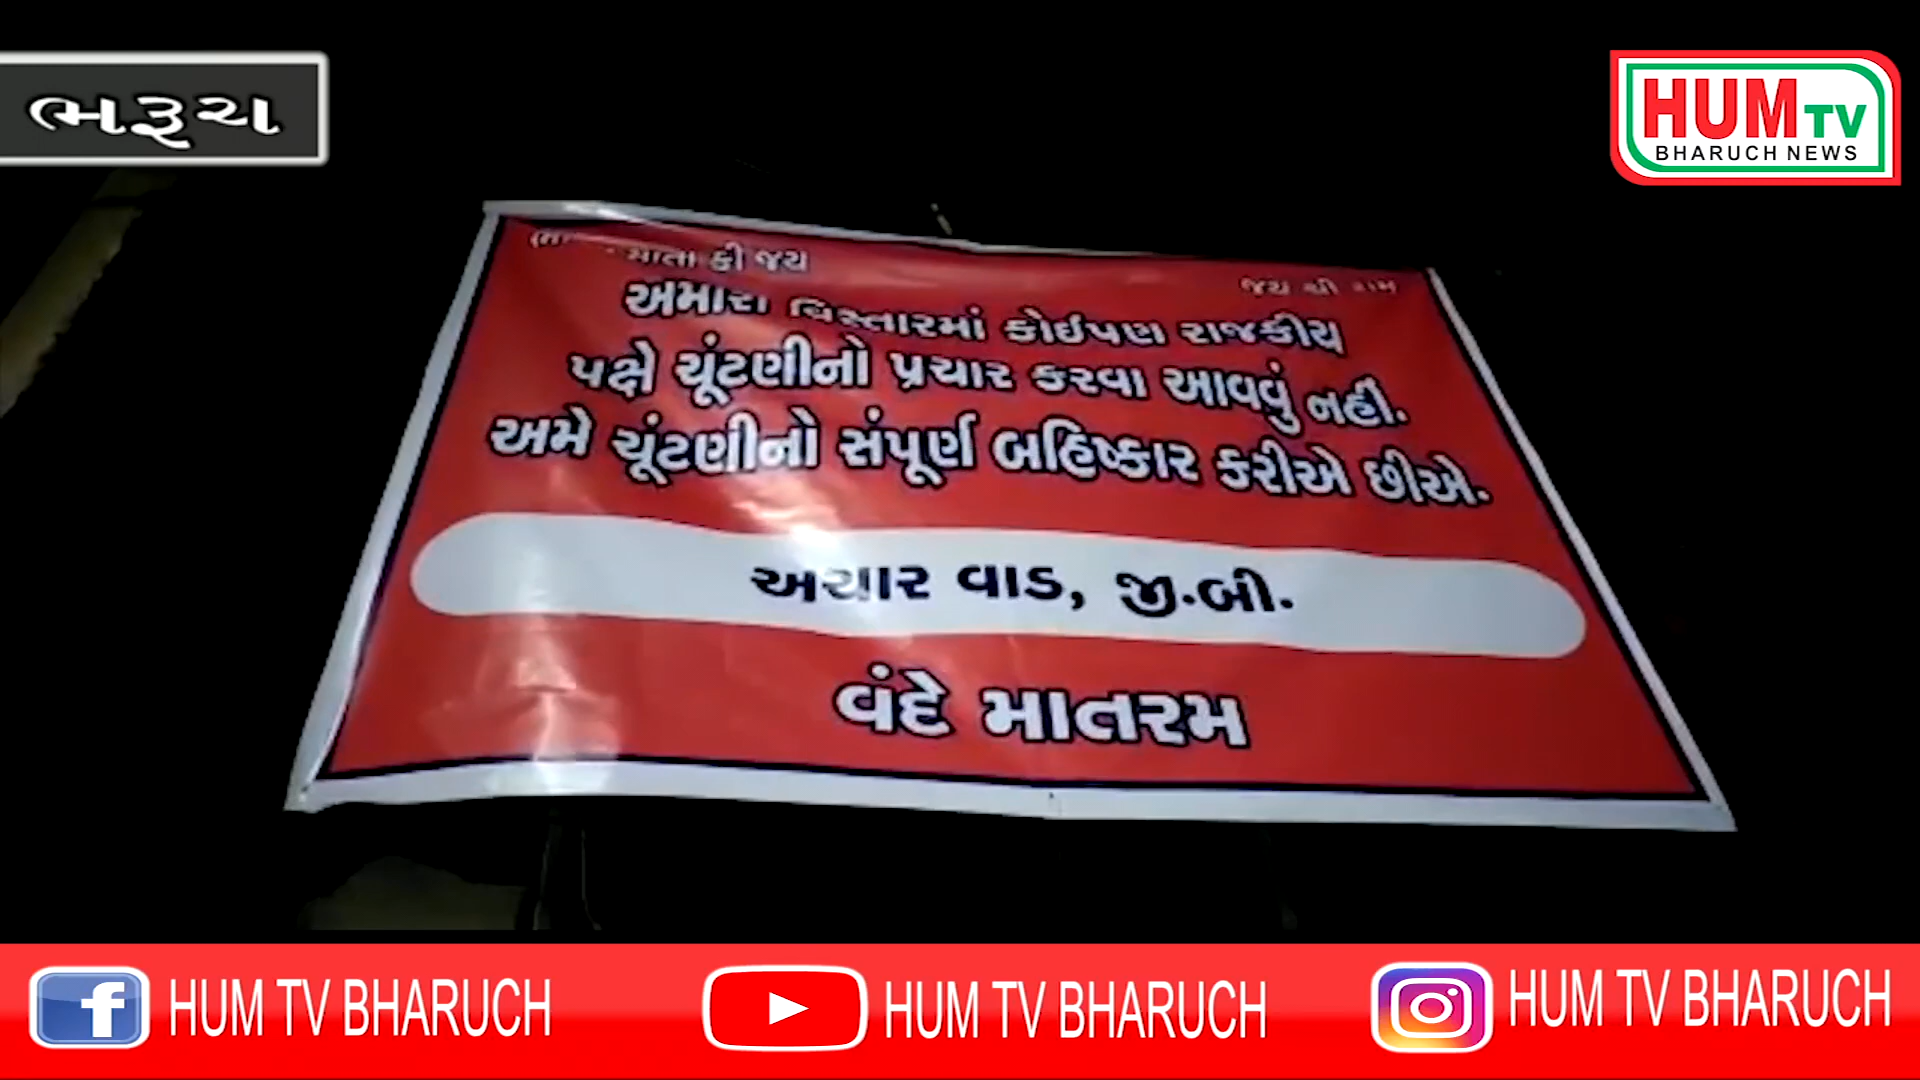 ભરૂચ
HUM TV
BHARUCH NEWS
માતા કી જય
જય શ્રી રામ
અમારા વિસ્તારમાં કોઈપણ રાજકીય
પક્ષે ચૂંટણીનો પ્રચાર કરવા આવવું નહીં.
અમે ચૂંટણીનો સંપૂર્ણ બહિષ્કાર કરીએ છીએ.
અચાર વાડ, જી.બી.
વંદે માતરમ
HUM TV BHARUCH
HUM TV BHARUCH
HUM TV BHARUCH